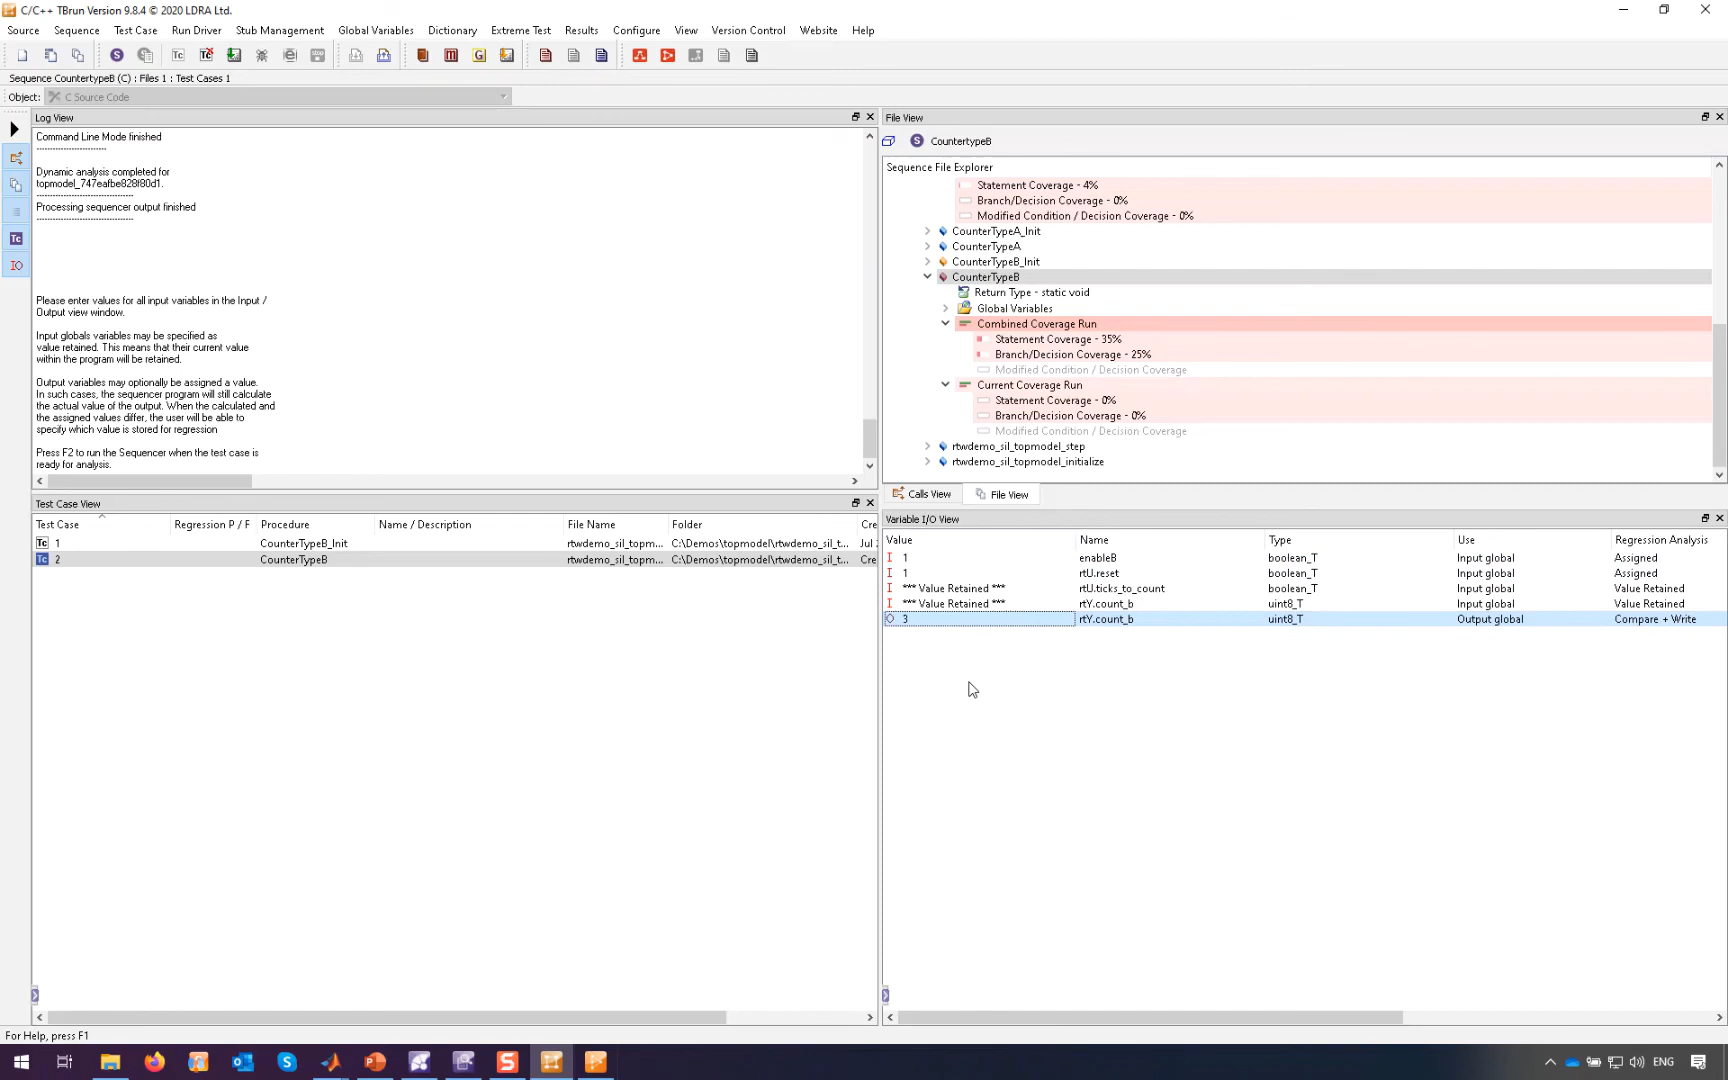 C/C++ TBrun Version 9.8.4 © 2020 LDRA Ltd.
Source Sequence Test Case Run Driver Stub Management Global Variables Dictionary Extreme Test Results Configure View Version Control Website Help
Sequence CountertypeB (C) : Files 1 : Test Cases 1
Object: C Source Code
Log View
Command Line Mode finished
-------------------------
Dynamic analysis completed for
topmodel_747eafbe828f80d1.
-----------------------------------
Processing sequencer output finished
-----------------------------------
Please enter values for all input variables in the Input /
Output view window.
Input globals variables may be specified as
value retained. This means that their current value
within the program will be retained.
Output variables may optionally be assigned a value.
In such cases, the sequencer program will still calculate
the actual value of the output. When the calculated and
the assigned values differ, the user will be able to
specify which value is stored for regression
Press F2 to run the Sequencer when the test case is
ready for analysis.
File View
CountertypeB
Sequence File Explorer
Statement Coverage - 4%
Branch/Decision Coverage - 0%
Modified Condition / Decision Coverage - 0%
CounterTypeA_Init
CounterTypeA
CounterTypeB_Init
CounterTypeB
Return Type - static void
Global Variables
Combined Coverage Run
Statement Coverage - 35%
Branch/Decision Coverage - 25%
Modified Condition / Decision Coverage
Current Coverage Run
Statement Coverage - 0%
Branch/Decision Coverage - 0%
Modified Condition / Decision Coverage
rtwdemo_sil_topmodel_step
rtwdemo_sil_topmodel_initialize
Calls View File View
Test Case View
Test Case Regression P / F Procedure Name / Description File Name Folder Cre
Tc 1 CounterTypeB_Init rtwdemo_sil_topm... C:\Demos\topmodel\rtwdemo_sil_t... Jul 2
Tc 2 CounterTypeB rtwdemo_sil_topm... C:\Demos\topmodel\rtwdemo_sil_t... Cre
Variable I/O View
Value Name Type Use Regression Analysis
I 1 enableB boolean_T Input global Assigned
I 1 rtU.reset boolean_T Input global Assigned
I *** Value Retained *** rtU.ticks_to_count boolean_T Input global Value Retained
I *** Value Retained *** rtY.count_b uint8_T Input global Value Retained
O 3 rtY.count_b uint8_T Output global Compare + Write
For Help, press F1
ENG